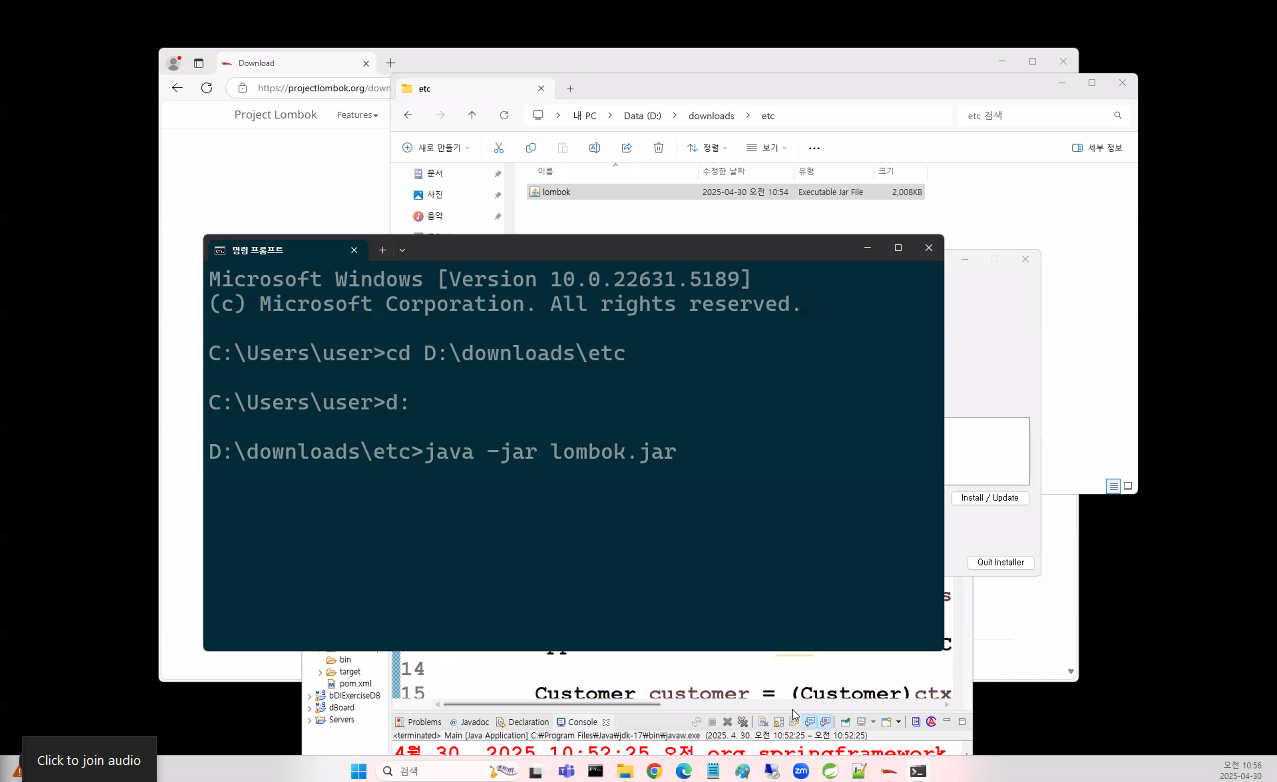 Download
https://projectlombok.org/down
Project Lombok Features
etc
내 PC > Data (D:) > downloads > etc
etc 검색
새로 만들기 정렬 보기 ... 세부 정보
문서
사진
음악
이름 수정한 날짜 유형 크기
lombok 2025-04-30 오전 10:54 Executable Jar File 2,008KB
명령 프롬프트
Microsoft Windows [Version 10.0.22631.5189]
(c) Microsoft Corporation. All rights reserved.
C:\Users\user>cd D:\downloads\etc
C:\Users\user>d:
D:\downloads\etc>java -jar lombok.jar
Install / Update
Quit Installer
bin
target
pom.xml
bDIExerciseDB
bBoard
Servers
14
15 Customer customer = (Customer)ctx
Problems Javadoc Declaration Console
<terminated> Main [Java Application] C:₩Program Files₩Java₩jdk-17₩bin₩javaw.exe (2025. 4. 30. 오전 10:52:25 – 오전 10:52:25)
4월 30, 2025 10:52:25 오전 org.springframework
Click to join audio
검색
zm
오전 10:56
2025-04-30